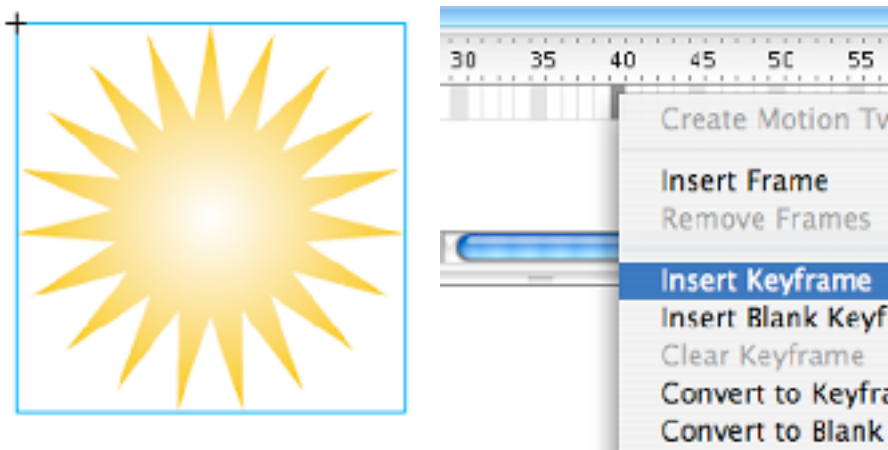 30 35 40 45 50 55
Create Motion Tw
Insert Frame
Remove Frames
Insert Keyframe
Insert Blank Keyf
Clear Keyframe
Convert to Keyfra
Convert to Blank